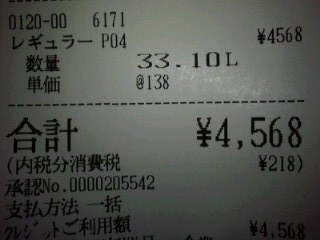 0120-00 6171
レギュラー P04 ¥4568
数量 33.10L
単価 @138
合計 ¥4,568
(内税分消費税 ¥218)
承認No.0000205542
支払方法 一括
クレジットご利用額 ¥4,568